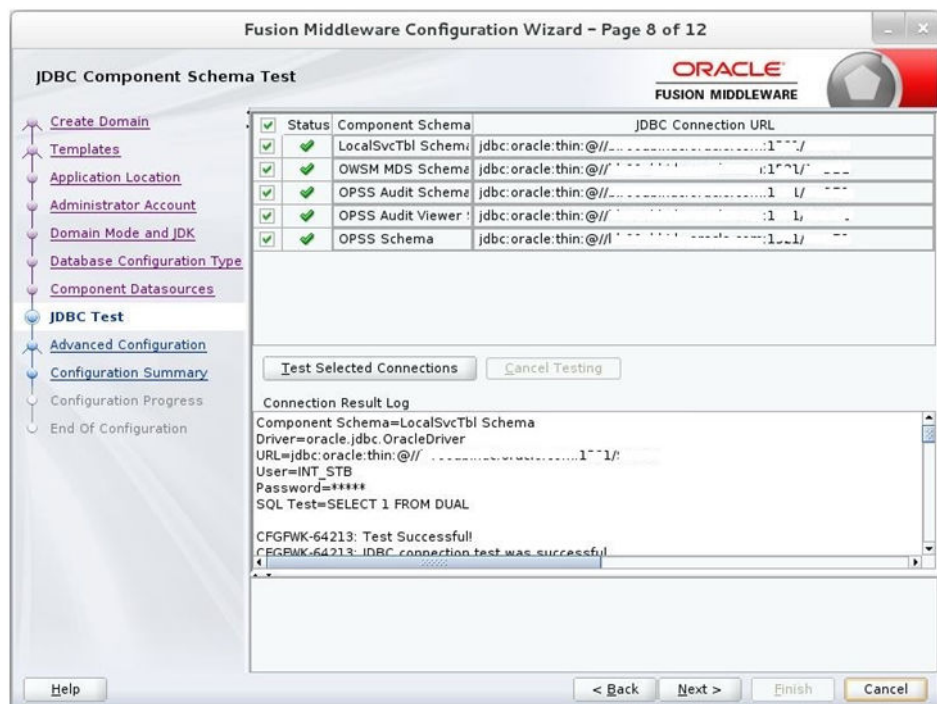 Fusion Middleware Configuration Wizard – Page 8 of 12
JDBC Component Schema Test
ORACLE
FUSION MIDDLEWARE
Create Domain
Templates
Application Location
Administrator Account
Domain Mode and JDK
Database Configuration Type
Component Datasources
JDBC Test
Advanced Configuration
Configuration Summary
Configuration Progress
End Of Configuration
Status Component Schema JDBC Connection URL
LocalSvcTbl Schema jdbc:oracle:thin:@//
OWSM MDS Schema jdbc:oracle:thin:@//
OPSS Audit Schema jdbc:oracle:thin:@//
OPSS Audit Viewer S jdbc:oracle:thin:@//
OPSS Schema jdbc:oracle:thin:@//
Test Selected Connections Cancel Testing
Connection Result Log
Component Schema=LocalSvcTbl Schema
Driver=oracle.jdbc.OracleDriver
URL=jdbc:oracle:thin:@//
User=INT_STB
Password=*****
SQL Test=SELECT 1 FROM DUAL
CFGFWK-64213: Test Successful!
CFGFWK-64213: JDBC connection test was successful
Help < Back Next > Finish Cancel